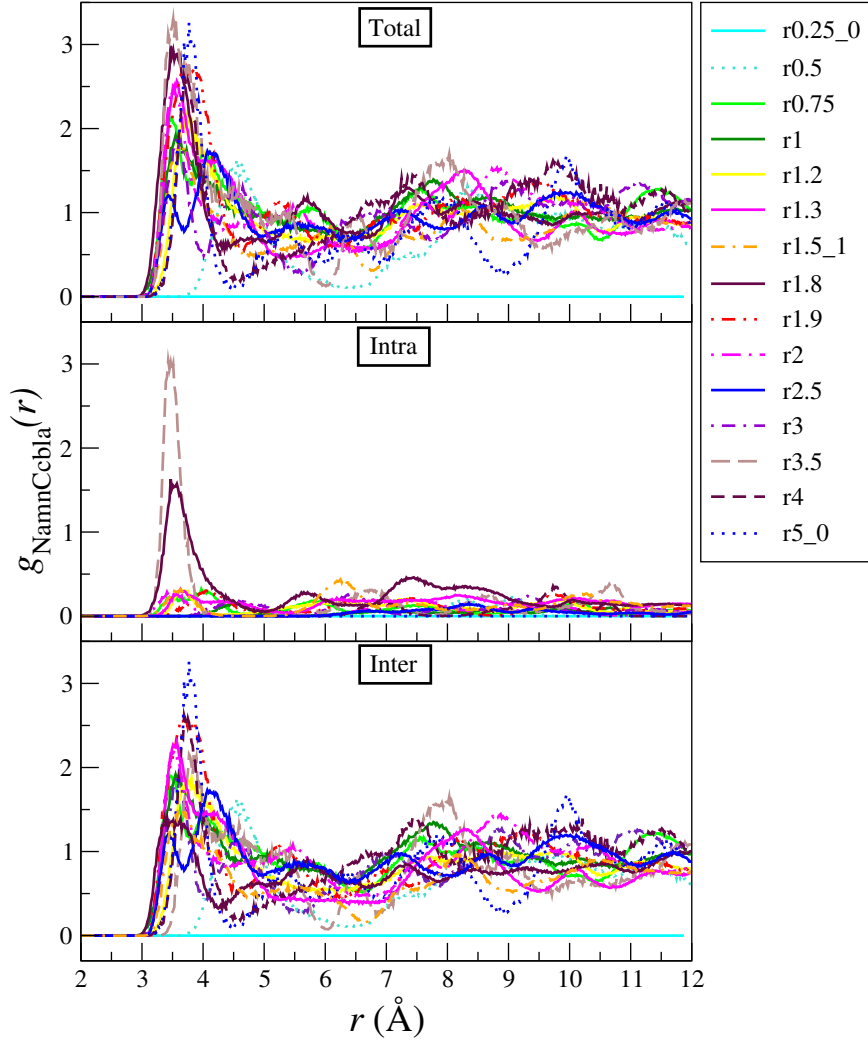 Total
3
2
1
0
Intra
3
2
1
0
Inter
3
2
1
0
g_NamnCcbla(r)
2 3 4 5 6 7 8 9 10 11 12
r (Å)
r0.25_0
r0.5
r0.75
r1
r1.2
r1.3
r1.5_1
r1.8
r1.9
r2
r2.5
r3
r3.5
r4
r5_0